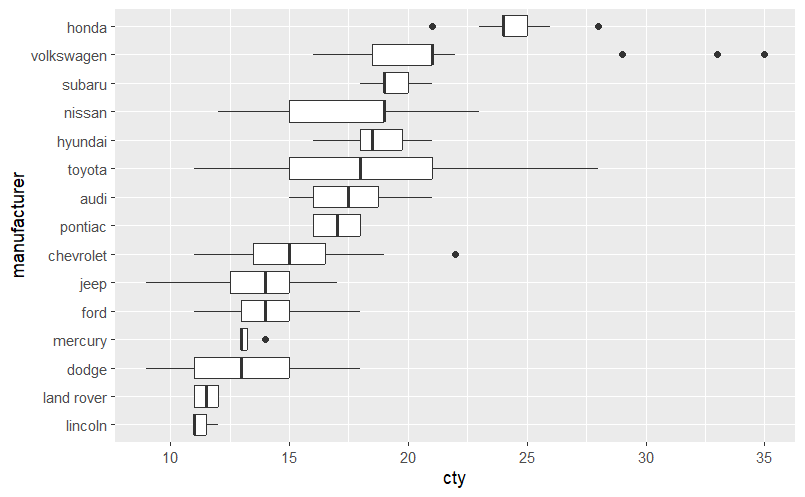 honda
volkswagen
subaru
nissan
hyundai
toyota
audi
pontiac
chevrolet
jeep
ford
mercury
dodge
land rover
lincoln
manufacturer
10 15 20 25 30 35
cty